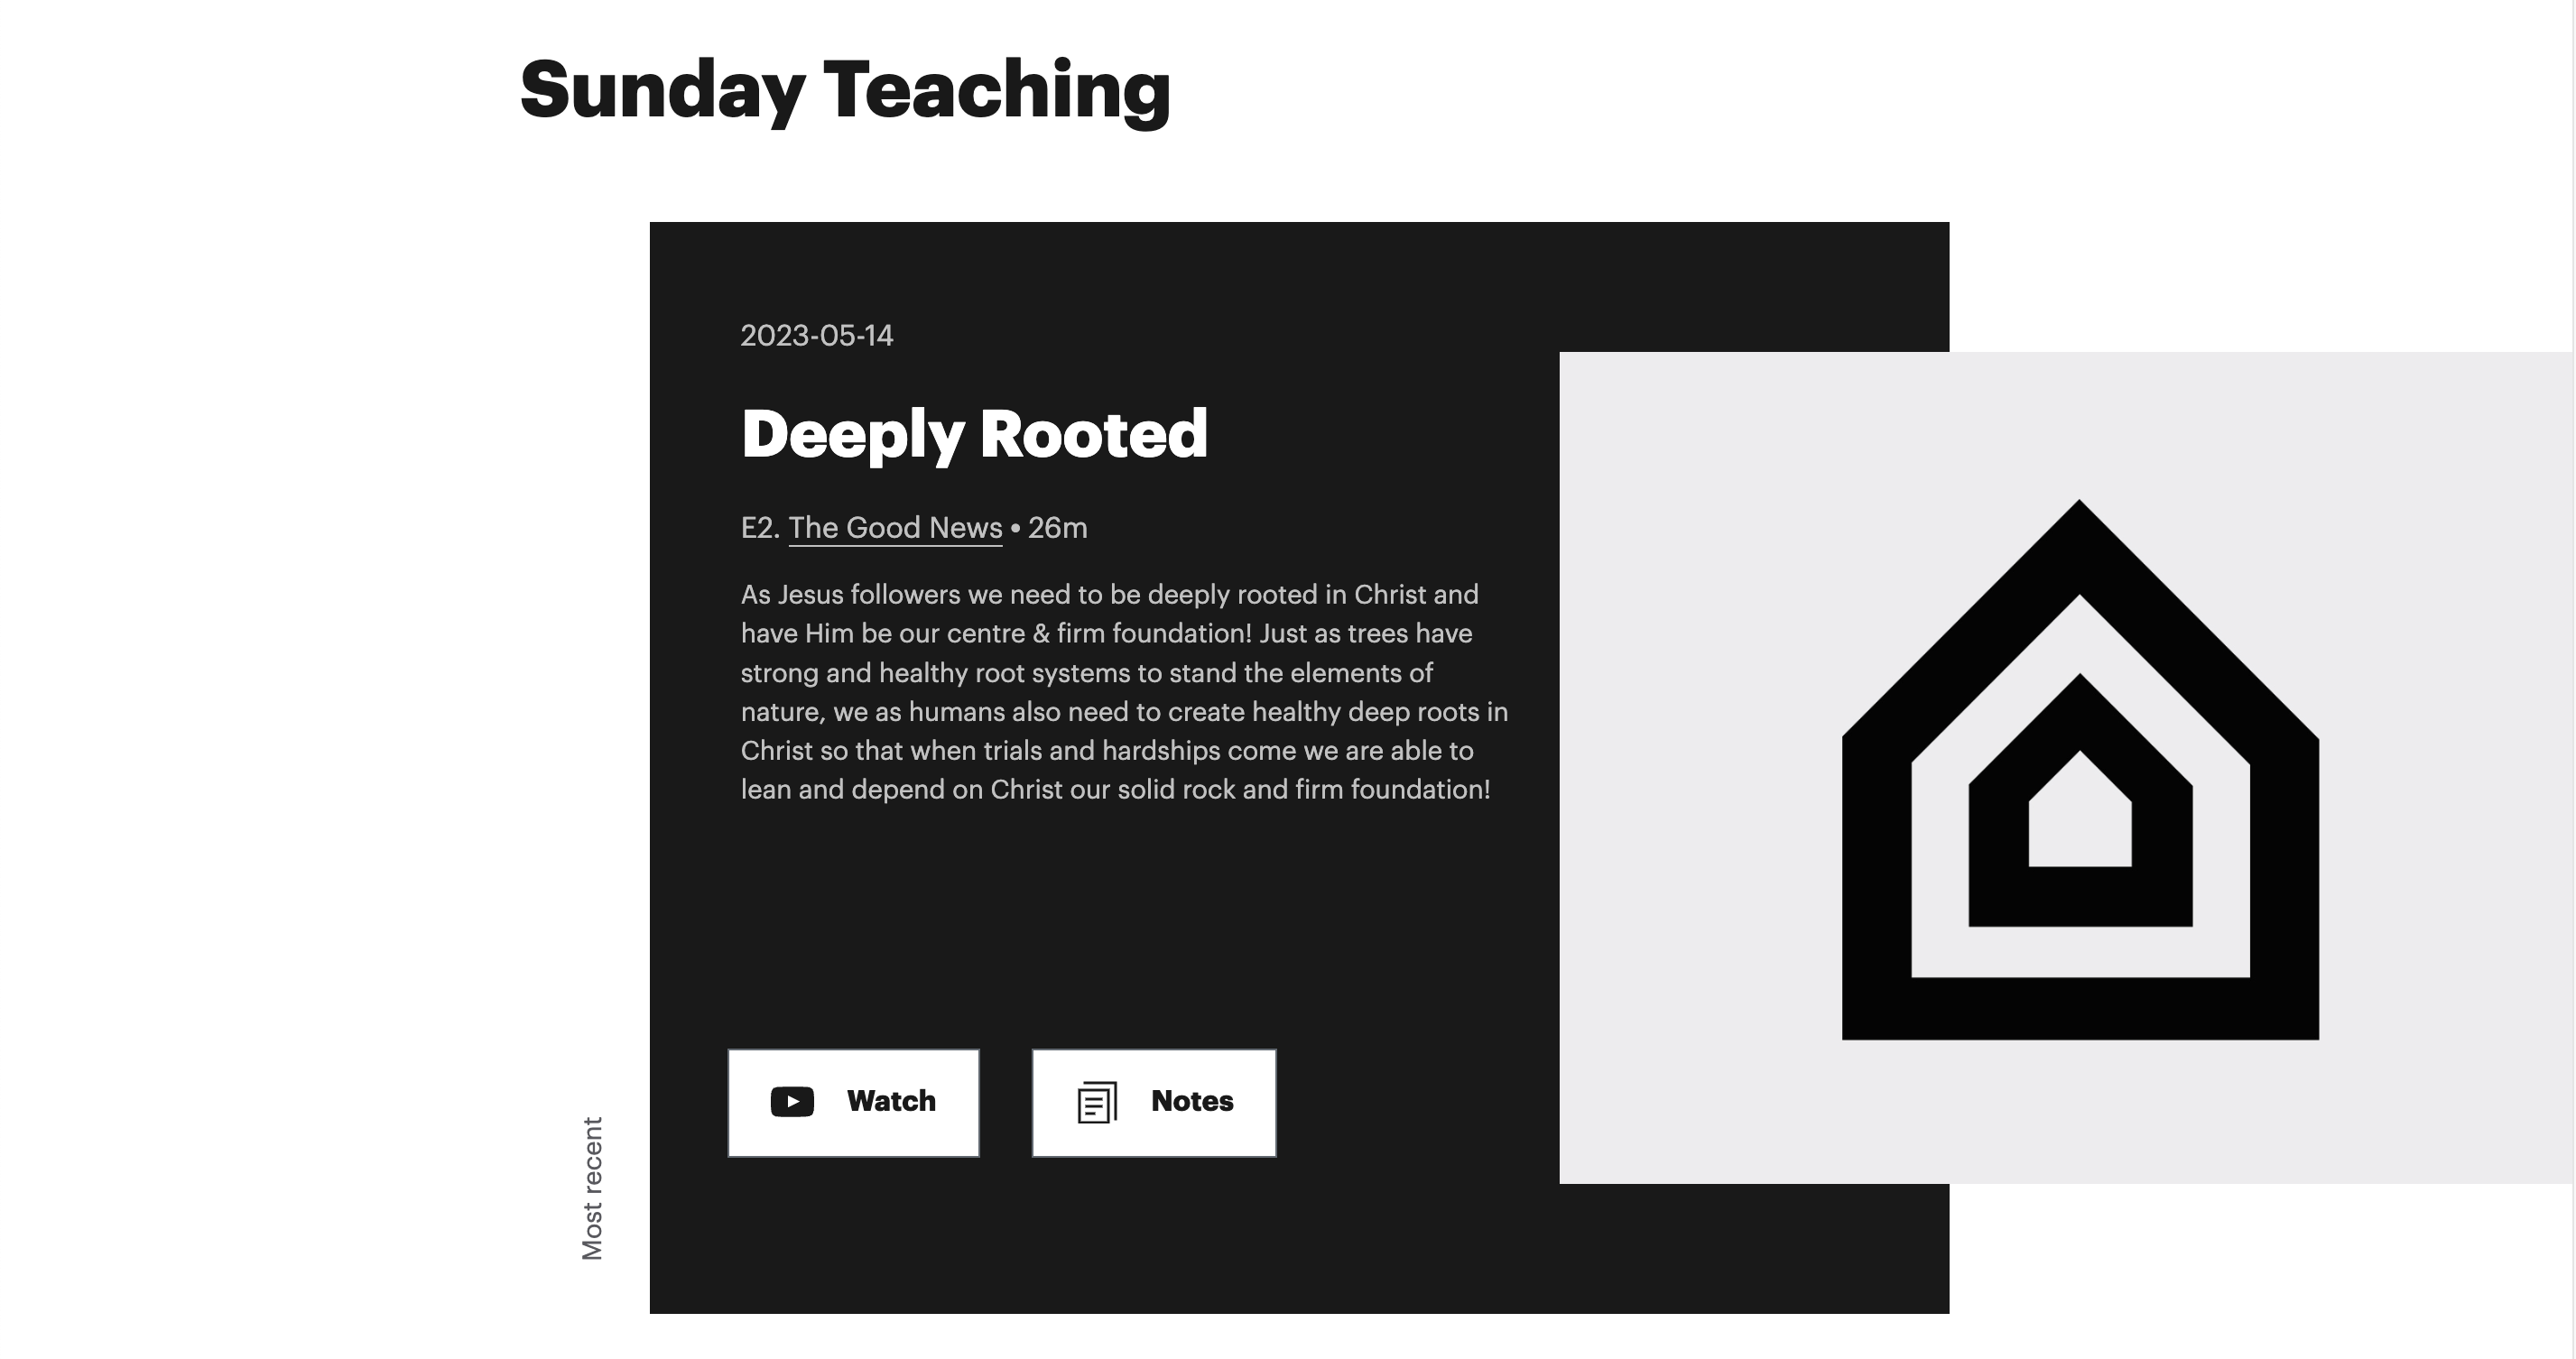 Sunday Teaching
2023-05-14
Deeply Rooted
E2. The Good News • 26m
As Jesus followers we need to be deeply rooted in Christ and
have Him be our centre & firm foundation! Just as trees have
strong and healthy root systems to stand the elements of
nature, we as humans also need to create healthy deep roots in
Christ so that when trials and hardships come we are able to
lean and depend on Christ our solid rock and firm foundation!
Watch
Notes
Most recent